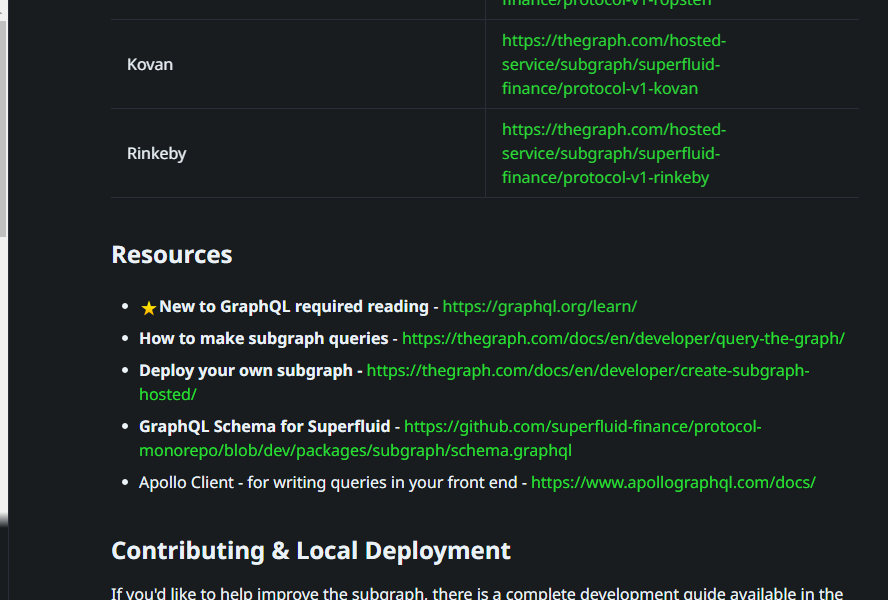 finance/protocol-v1-ropsten
Kovan
https://thegraph.com/hosted-
service/subgraph/superfluid-
finance/protocol-v1-kovan
Rinkeby
https://thegraph.com/hosted-
service/subgraph/superfluid-
finance/protocol-v1-rinkeby
Resources
• ⭐New to GraphQL required reading - https://graphql.org/learn/
• How to make subgraph queries - https://thegraph.com/docs/en/developer/query-the-graph/
• Deploy your own subgraph - https://thegraph.com/docs/en/developer/create-subgraph-
hosted/
• GraphQL Schema for Superfluid - https://github.com/superfluid-finance/protocol-
monorepo/blob/dev/packages/subgraph/schema.graphql
• Apollo Client - for writing queries in your front end - https://www.apollographql.com/docs/
Contributing & Local Deployment
If you'd like to help improve the subgraph, there is a complete development guide available in the